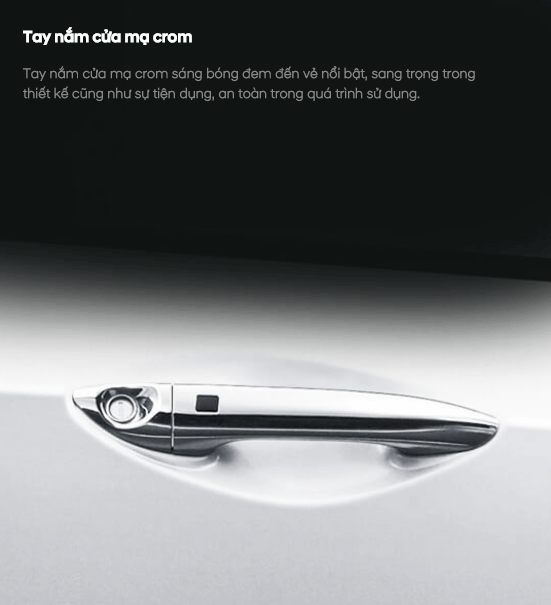 Tay nắm cửa mạ crom
Tay nắm cửa mạ crom sáng bóng đem đến vẻ nổi bật, sang trọng trong
thiết kế cũng như sự tiện dụng, an toàn trong quá trình sử dụng.